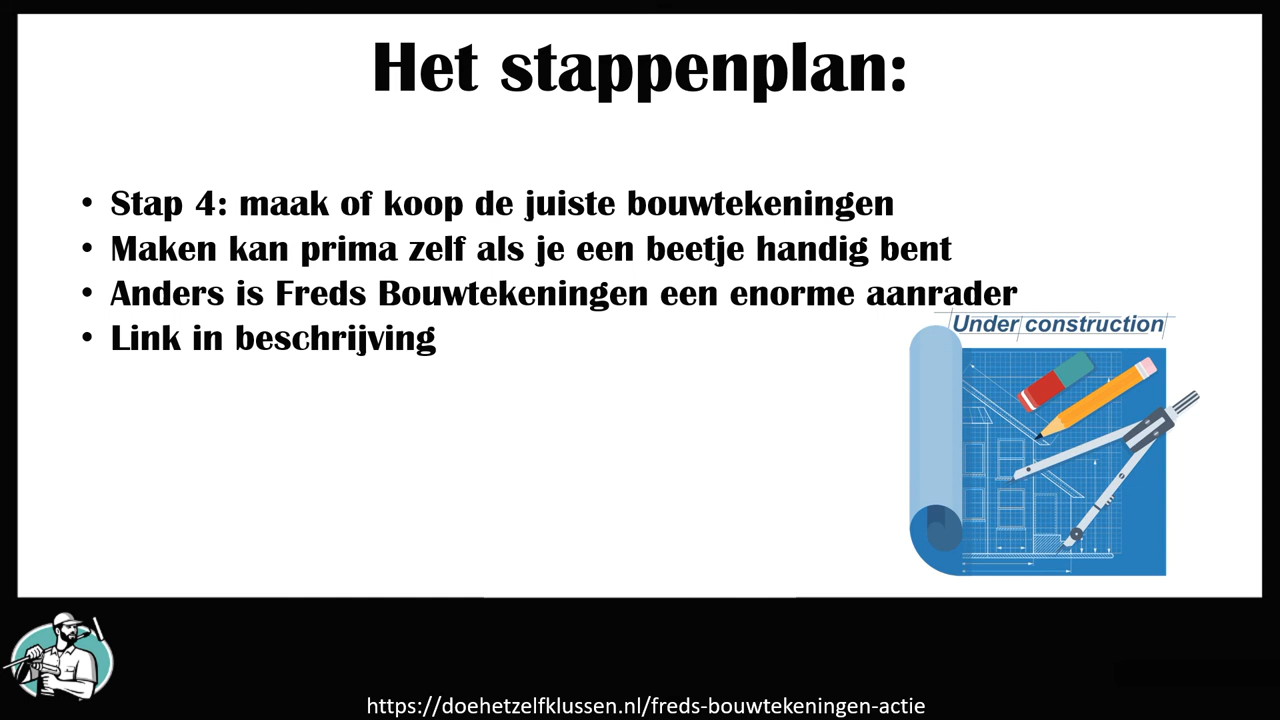 Het stappenplan:
• Stap 4: maak of koop de juiste bouwtekeningen
• Maken kan prima zelf als je een beetje handig bent
• Anders is Freds Bouwtekeningen een enorme aanrader
• Link in beschrijving
Under construction
https://doehetzelfklussen.nl/freds-bouwtekeningen-actie